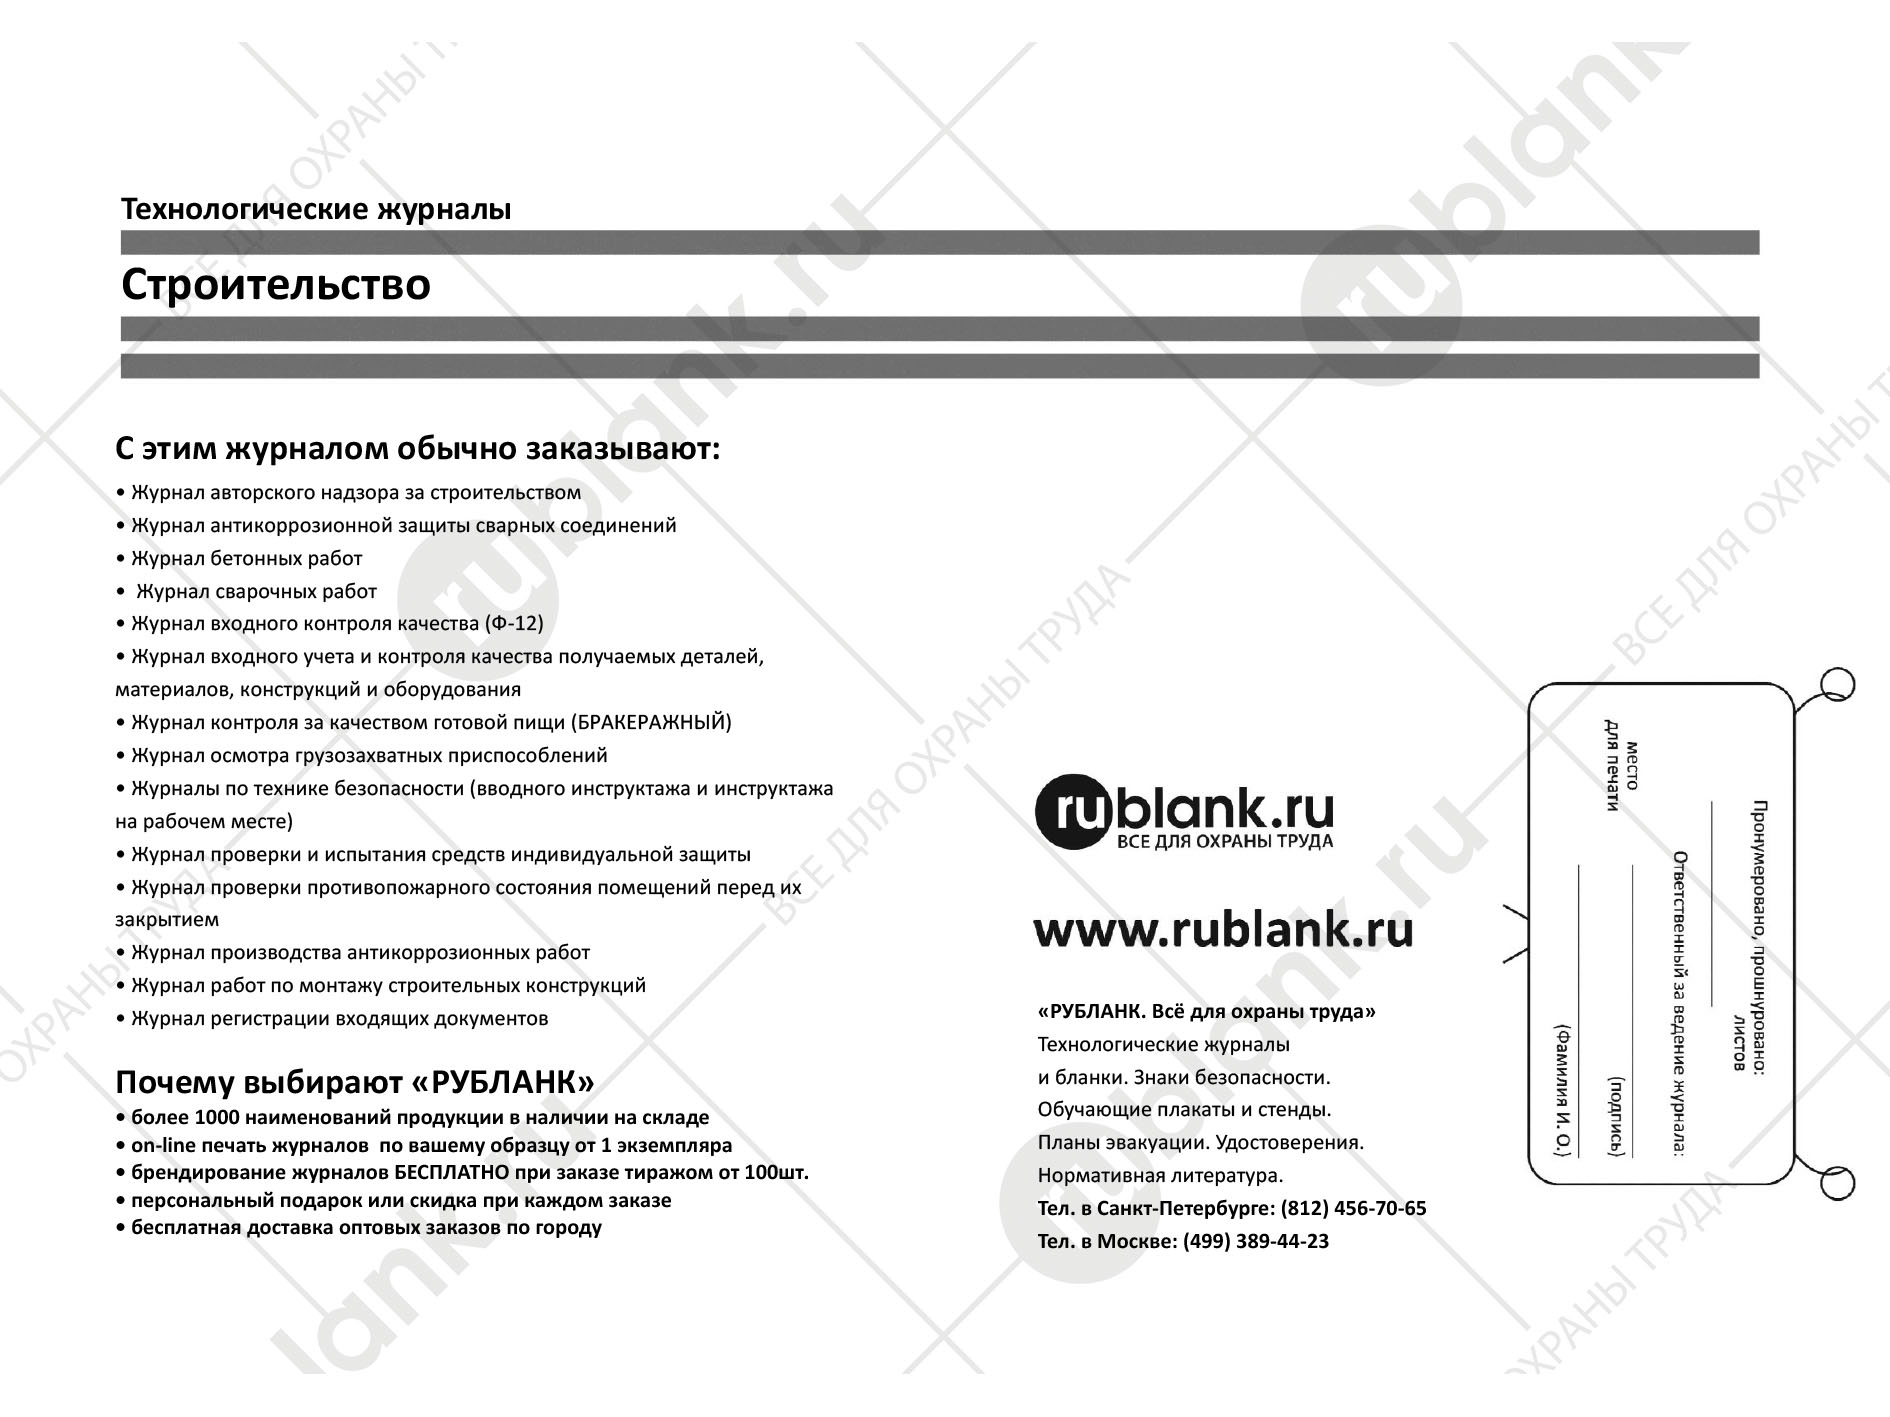 Технологические журналы
Строительство
С этим журналом обычно заказывают:
• Журнал авторского надзора за строительством
• Журнал антикоррозионной защиты сварных соединений
• Журнал бетонных работ
•  Журнал сварочных работ
• Журнал входного контроля качества (Ф-12)
• Журнал входного учета и контроля качества получаемых деталей,
материалов, конструкций и оборудования
• Журнал контроля за качеством готовой пищи (БРАКЕРАЖНЫЙ)
• Журнал осмотра грузозахватных приспособлений
• Журналы по технике безопасности (вводного инструктажа и инструктажа
на рабочем месте)
• Журнал проверки и испытания средств индивидуальной защиты
• Журнал проверки противопожарного состояния помещений перед их
закрытием
• Журнал производства антикоррозионных работ
• Журнал работ по монтажу строительных конструкций
• Журнал регистрации входящих документов
Почему выбирают «РУБЛАНК»
• более 1000 наименований продукции в наличии на складе
• on-line печать журналов  по вашему образцу от 1 экземпляра
• брендирование журналов БЕСПЛАТНО при заказе тиражом от 100шт.
• персональный подарок или скидка при каждом заказе
• бесплатная доставка оптовых заказов по городу
rublank.ru
ВСЕ ДЛЯ ОХРАНЫ ТРУДА
www.rublank.ru
«РУБЛАНК. Всё для охраны труда»
Технологические журналы
и бланки. Знаки безопасности.
Обучающие плакаты и стенды.
Планы эвакуации. Удостоверения.
Нормативная литература.
Тел. в Санкт-Петербурге: (812) 456-70-65
Тел. в Москве: (499) 389-44-23
Пронумеровано, прошнуровано:
листов
Ответственный за ведение журнала:
место
для печати
(подпись)
(Фамилия И. О.)
rublank.ru
ВСЕ ДЛЯ ОХРАНЫ ТРУДА